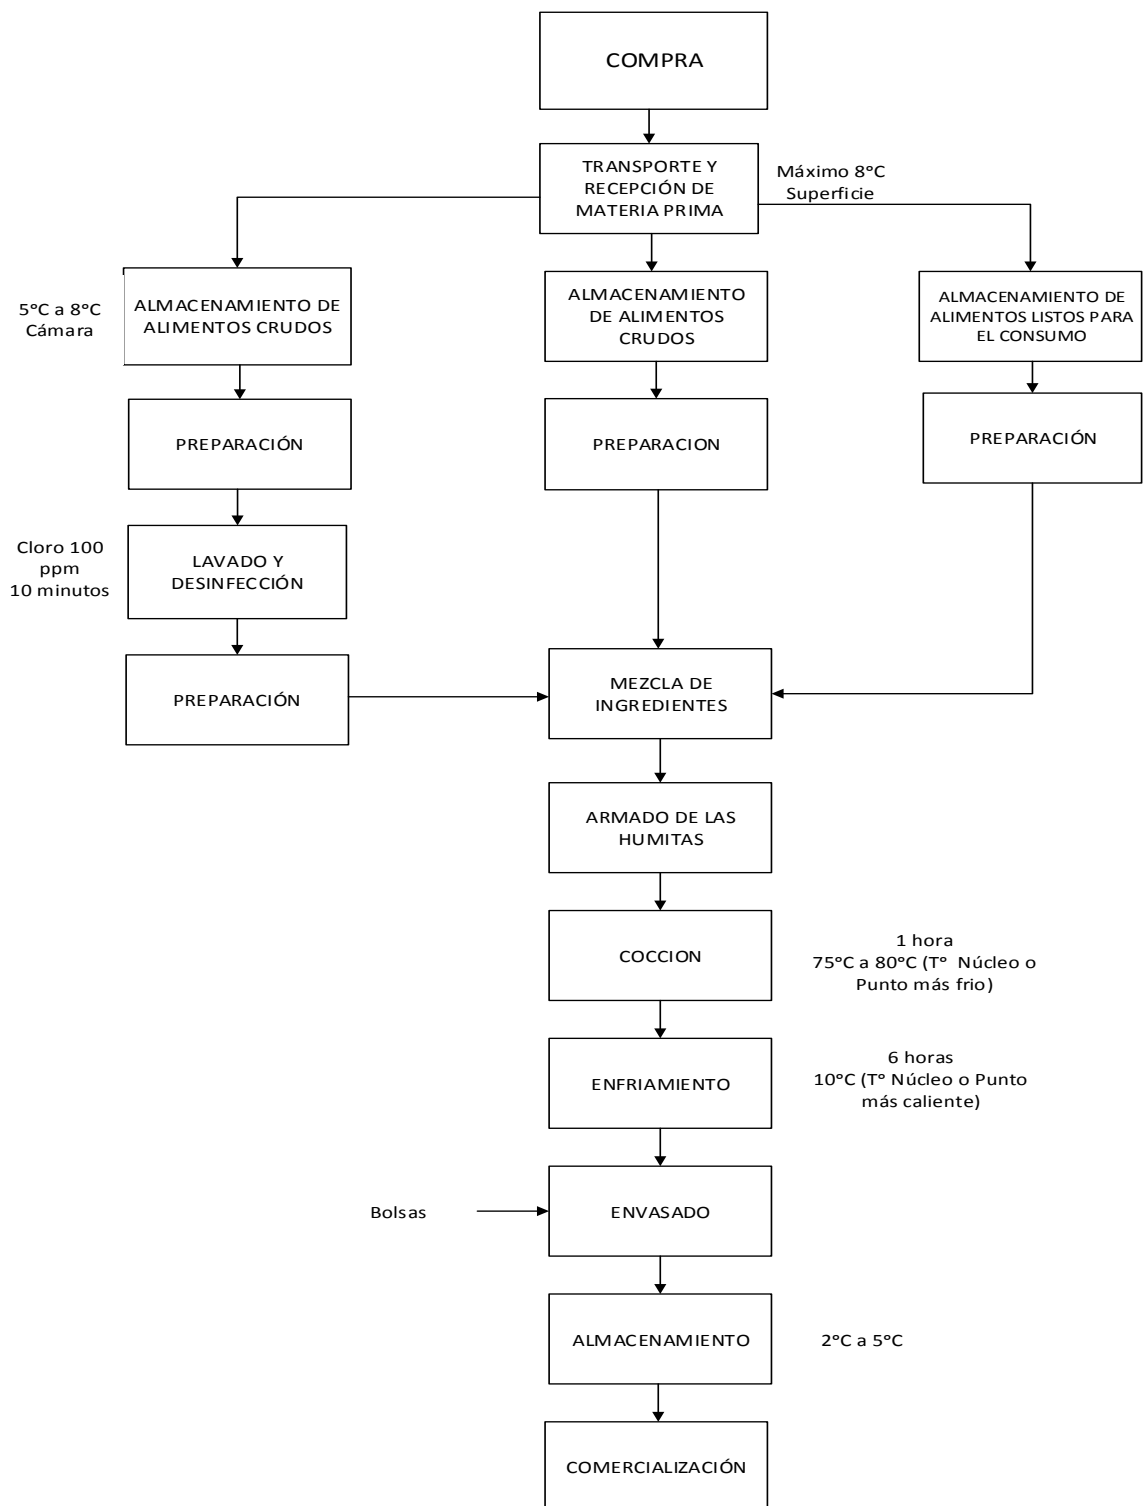 COMPRA
TRANSPORTE Y
RECEPCIÓN DE
MATERIA PRIMA
Máximo 8°C
Superficie
5°C a 8°C
Cámara
ALMACENAMIENTO DE
ALIMENTOS CRUDOS
ALMACENAMIENTO
DE ALIMENTOS
CRUDOS
ALMACENAMIENTO DE
ALIMENTOS LISTOS PARA
EL CONSUMO
PREPARACIÓN
PREPARACION
PREPARACIÓN
Cloro 100
ppm
10 minutos
LAVADO Y
DESINFECCIÓN
PREPARACIÓN
MEZCLA DE
INGREDIENTES
ARMADO DE LAS
HUMITAS
COCCION
1 hora
75°C a 80°C (T° Núcleo o
Punto más frio)
ENFRIAMIENTO
6 horas
10°C (T° Núcleo o Punto
más caliente)
Bolsas
ENVASADO
ALMACENAMIENTO
2°C a 5°C
COMERCIALIZACIÓN